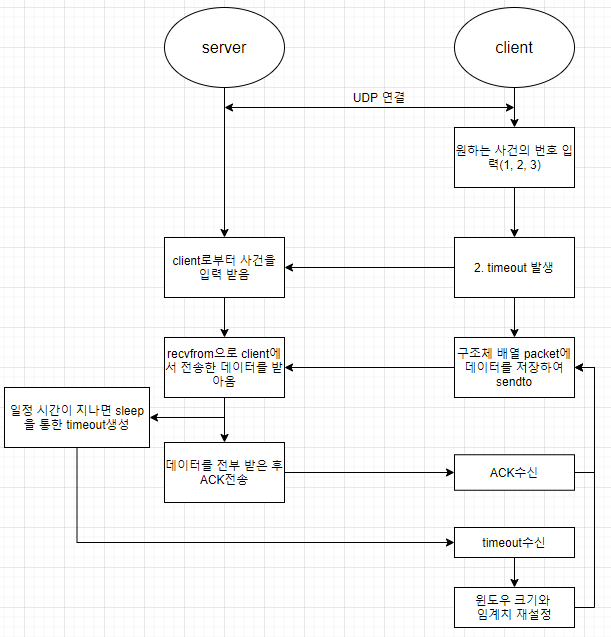 server
client
UDP 연결
원하는 사건의 번호 입
력(1, 2, 3)
client로부터 사건을
입력 받음
2. timeout 발생
recvfrom으로 client에
서 전송한 데이터를 받
아옴
구조체 배열 packet에
데이터를 저장하여
sendto
일정 시간이 지나면 sleep
을 통한 timeout생성
데이터를 전부 받은 후
ACK전송
ACK수신
timeout수신
윈도우 크기와
임계치 재설정